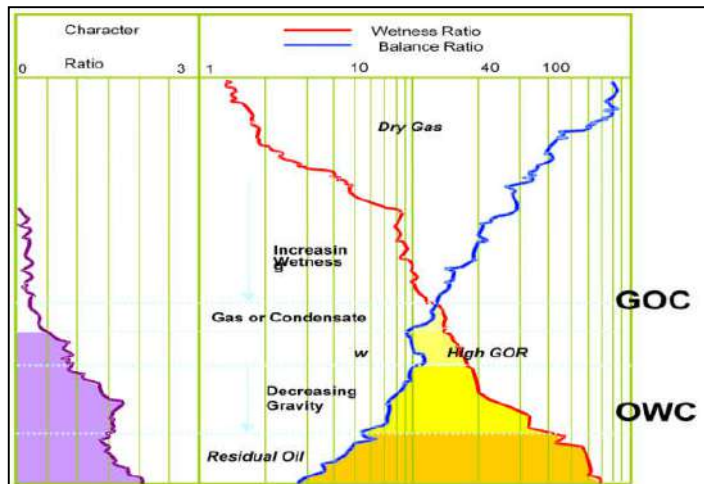 Character
Ratio
0 3
Wetness Ratio
Balance Ratio
1 10 40 100
Dry Gas
Increasin
g
Wetness
GOC
Gas or Condensate
w
High GOR
Decreasing
Gravity
OWC
Residual Oil